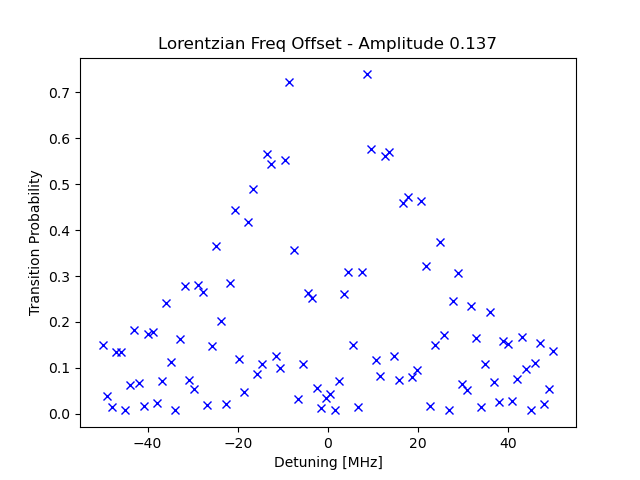 Lorentzian Freq Offset - Amplitude 0.137
Transition Probability
0.7
0.6
0.5
0.4
0.3
0.2
0.1
0.0
−40 −20 0 20 40
Detuning [MHz]